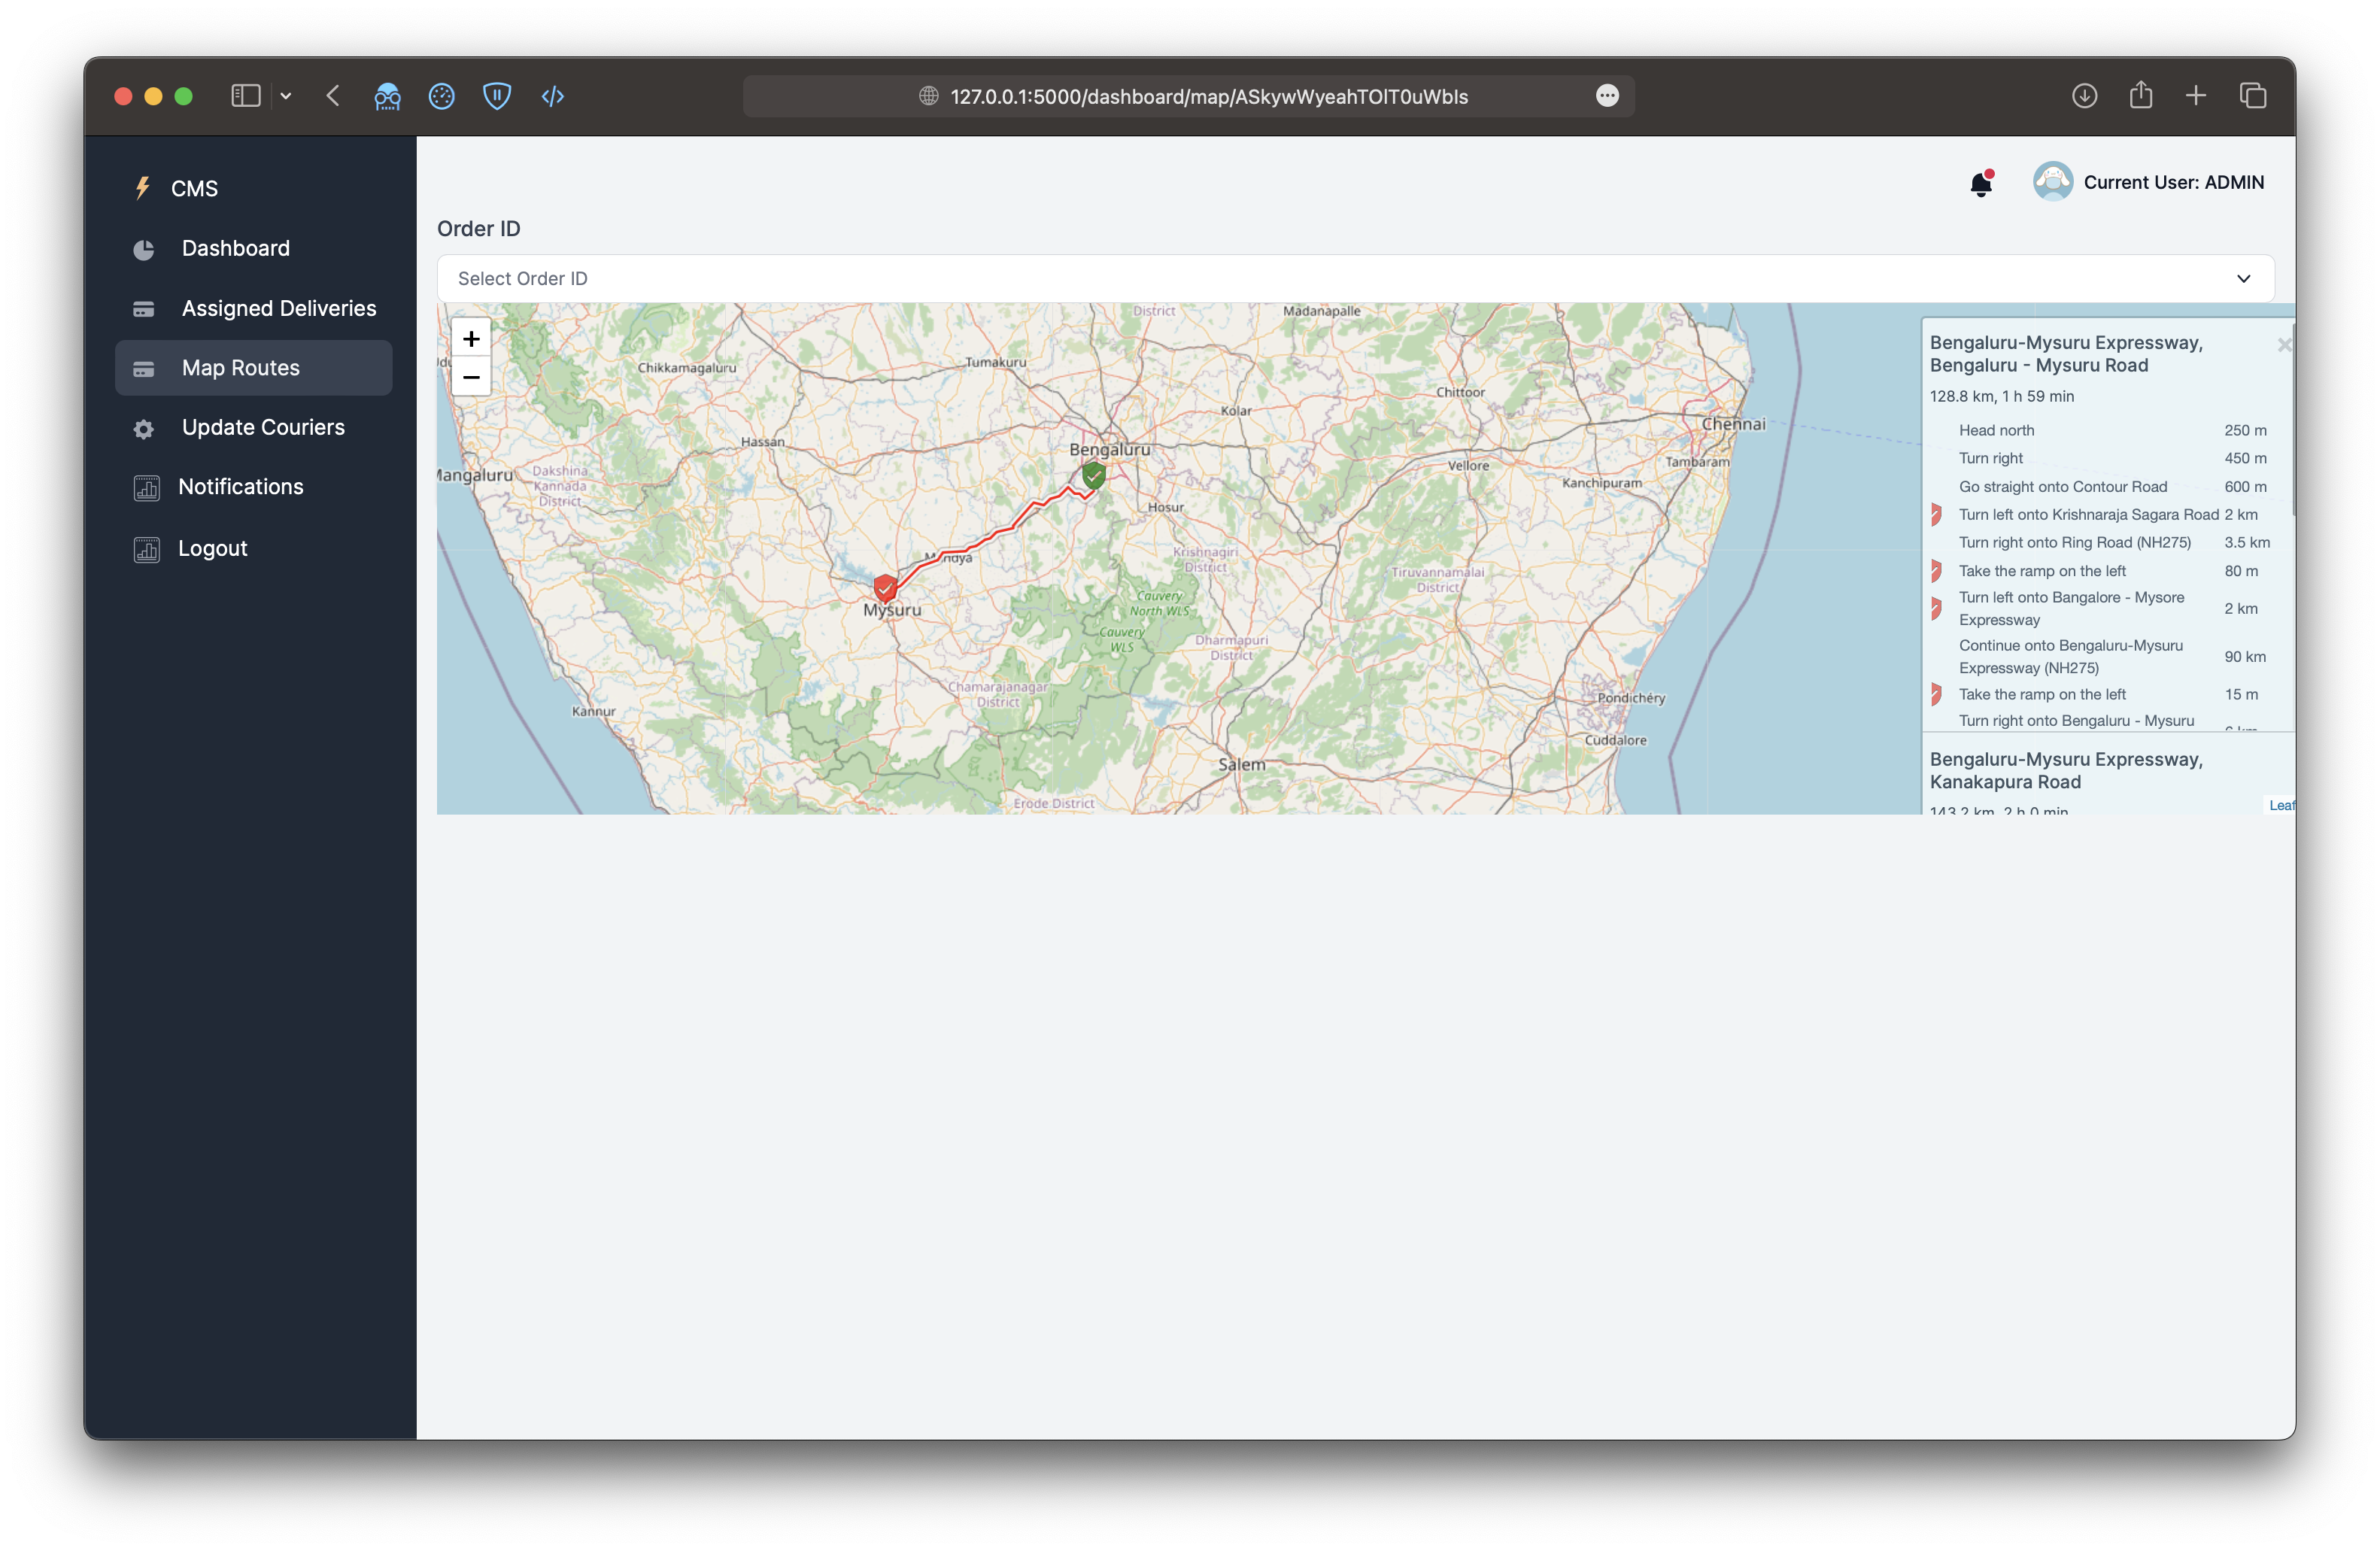 127.0.0.1:5000/dashboard/map/ASkywWyeahTOIT0uWbIs
CMS
Dashboard
Assigned Deliveries
Map Routes
Update Couriers
Notifications
Logout
Current User: ADMIN
Order ID
Select Order ID
+
−
District
Madanapalle
Chikkamagaluru
Tumakuru
Chittoor
Kolar
Chennai
Hassan
Bengaluru
Vellore
Tambaram
Mangaluru
Dakshina
Kannada
District
Kanchipuram
Hosur
Krishnagiri
District
Tiruvannamalai
District
Mysuru
Cauvery
North WLS
Cauvery
WLS
Dharmapuri
District
Chamarajanagar
District
Kannur
Pondichéry
Cuddalore
Salem
Erode District
Bengaluru-Mysuru Expressway,
Bengaluru - Mysuru Road
128.8 km, 1 h 59 min
Head north 250 m
Turn right 450 m
Go straight onto Contour Road 600 m
Turn left onto Krishnaraja Sagara Road 2 km
Turn right onto Ring Road (NH275) 3.5 km
Take the ramp on the left 80 m
Turn left onto Bangalore - Mysore
Expressway 2 km
Continue onto Bengaluru-Mysuru
Expressway (NH275) 90 km
Take the ramp on the left 15 m
Turn right onto Bengaluru - Mysuru
Bengaluru-Mysuru Expressway,
Kanakapura Road
143.2 km, 2 h 0 min
Leaf